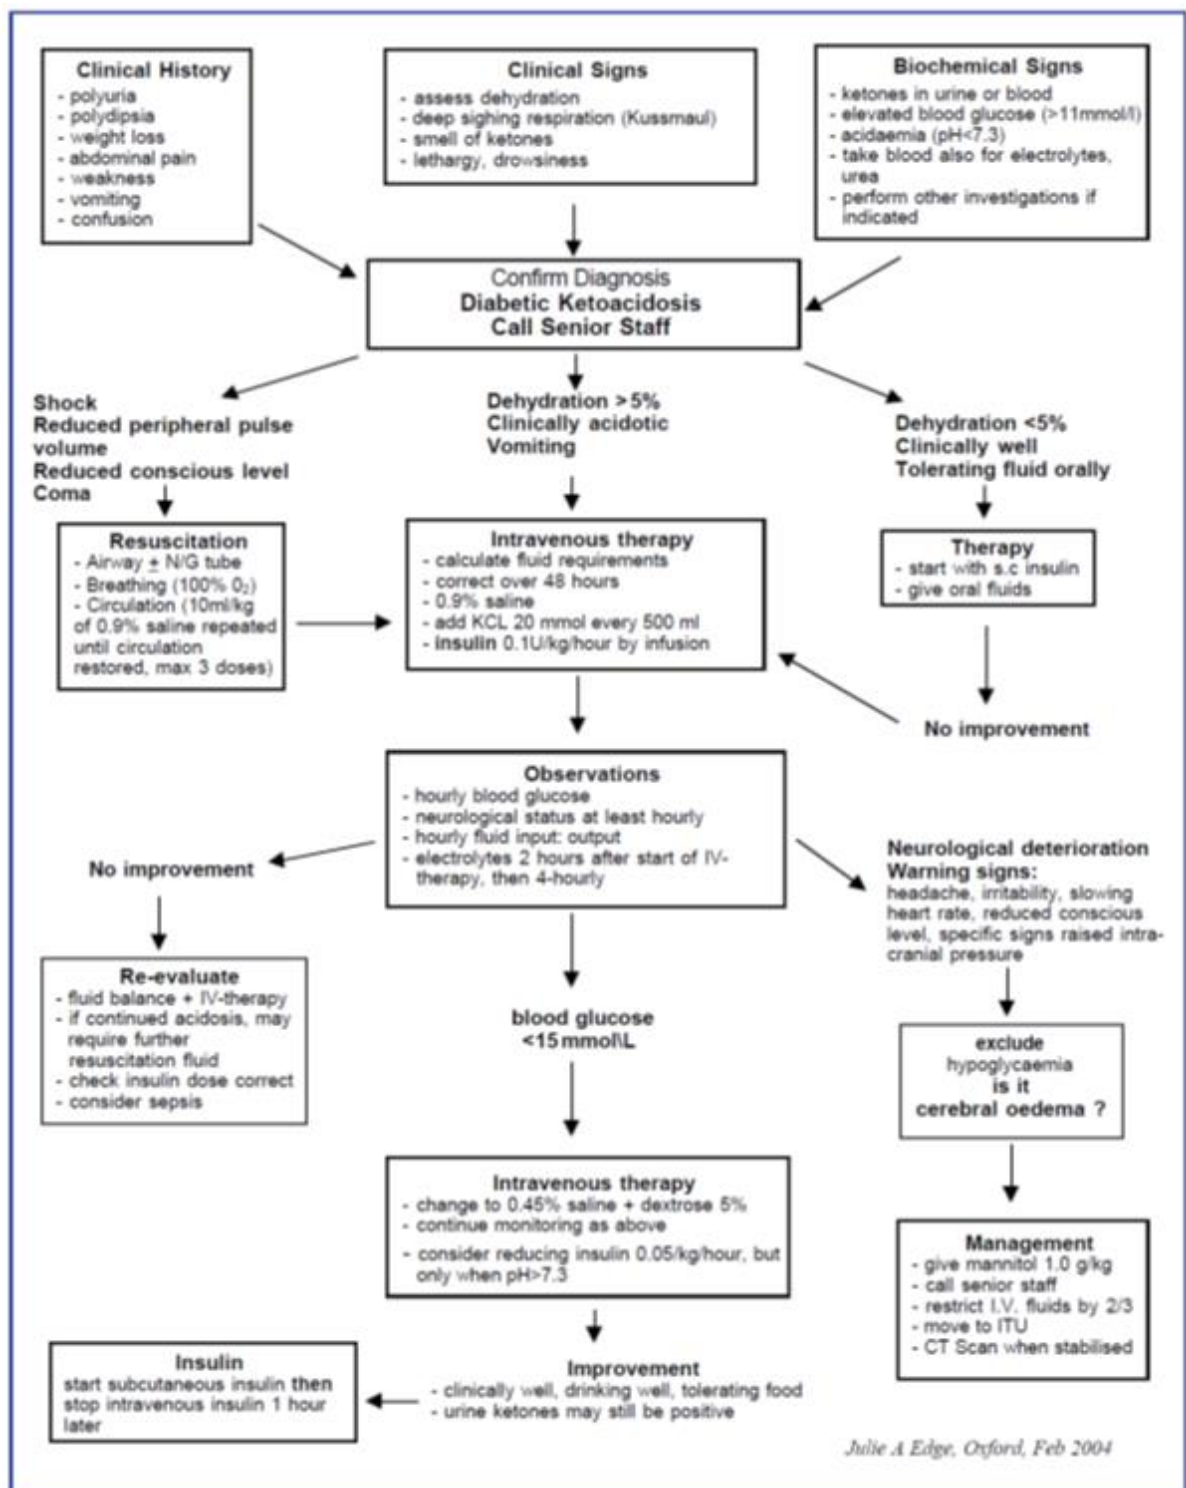 Clinical History
- polyuria
- polydipsia
- weight loss
- abdominal pain
- weakness
- vomiting
- confusion
Clinical Signs
- assess dehydration
- deep sighing respiration (Kussmaul)
- smell of ketones
- lethargy, drowsiness
Biochemical Signs
- ketones in urine or blood
- elevated blood glucose (>11mmol/l)
- acidaemia (pH<7.3)
- take blood also for electrolytes,
urea
- perform other investigations if
indicated
Confirm Diagnosis
Diabetic Ketoacidosis
Call Senior Staff
Shock
Reduced peripheral pulse
volume
Reduced conscious level
Coma
Dehydration >5%
Clinically acidotic
Vomiting
Dehydration <5%
Clinically well
Tolerating fluid orally
Resuscitation
- Airway ± N/G tube
- Breathing (100% 0₂)
- Circulation (10ml/kg
of 0.9% saline repeated
until circulation
restored, max 3 doses)
Intravenous therapy
- calculate fluid requirements
- correct over 48 hours
- 0.9% saline
- add KCL 20 mmol every 500 ml
- insulin 0.1U/kg/hour by infusion
Therapy
- start with s.c insulin
- give oral fluids
No improvement
Observations
- hourly blood glucose
- neurological status at least hourly
- hourly fluid input: output
- electrolytes 2 hours after start of IV-
therapy, then 4-hourly
No improvement
Neurological deterioration
Warning signs:
headache, irritability, slowing
heart rate, reduced conscious
level, specific signs raised intra-
cranial pressure
Re-evaluate
- fluid balance + IV-therapy
- if continued acidosis, may
require further
resuscitation fluid
- check insulin dose correct
- consider sepsis
blood glucose
<15 mmol\L
exclude
hypoglycaemia
is it
cerebral oedema ?
Intravenous therapy
- change to 0.45% saline + dextrose 5%
- continue monitoring as above
- consider reducing insulin 0.05/kg/hour, but
only when pH>7.3
Management
- give mannitol 1.0 g/kg
- call senior staff
- restrict I.V. fluids by 2/3
- move to ITU
- CT Scan when stabilised
Insulin
start subcutaneous insulin then
stop intravenous insulin 1 hour
later
Improvement
- clinically well, drinking well, tolerating food
- urine ketones may still be positive
Julie A Edge, Oxford, Feb 2004